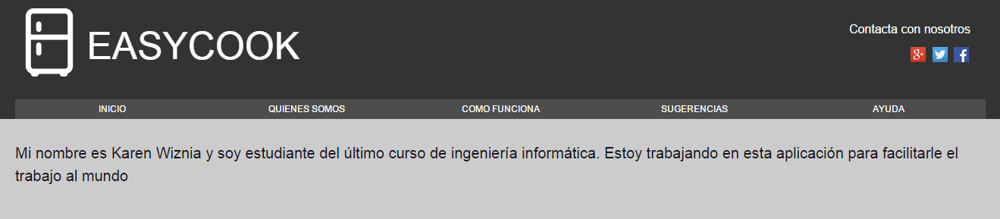 EASYCOOK
Contacta con nosotros
INICIO QUIENES SOMOS COMO FUNCIONA SUGERENCIAS AYUDA
Mi nombre es Karen Wiznia y soy estudiante del último curso de ingeniería informática. Estoy trabajando en esta aplicación para facilitarle el
trabajo al mundo